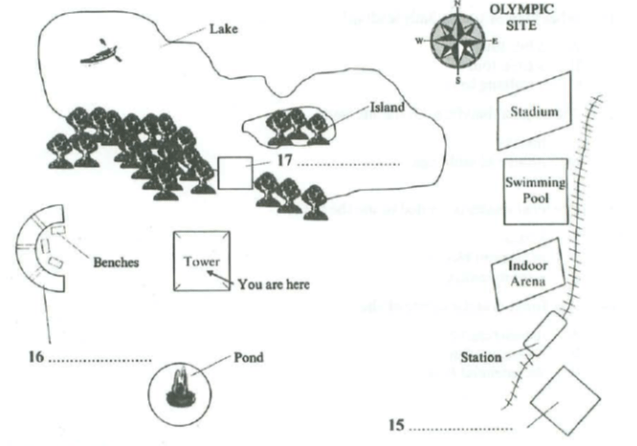 N
OLYMPIC
SITE
W
E
S
Lake
Island
Stadium
17 ....................
Swimming
Pool
Benches
Tower
You are here
Indoor
Arena
16 ....................
Pond
Station
15 ....................